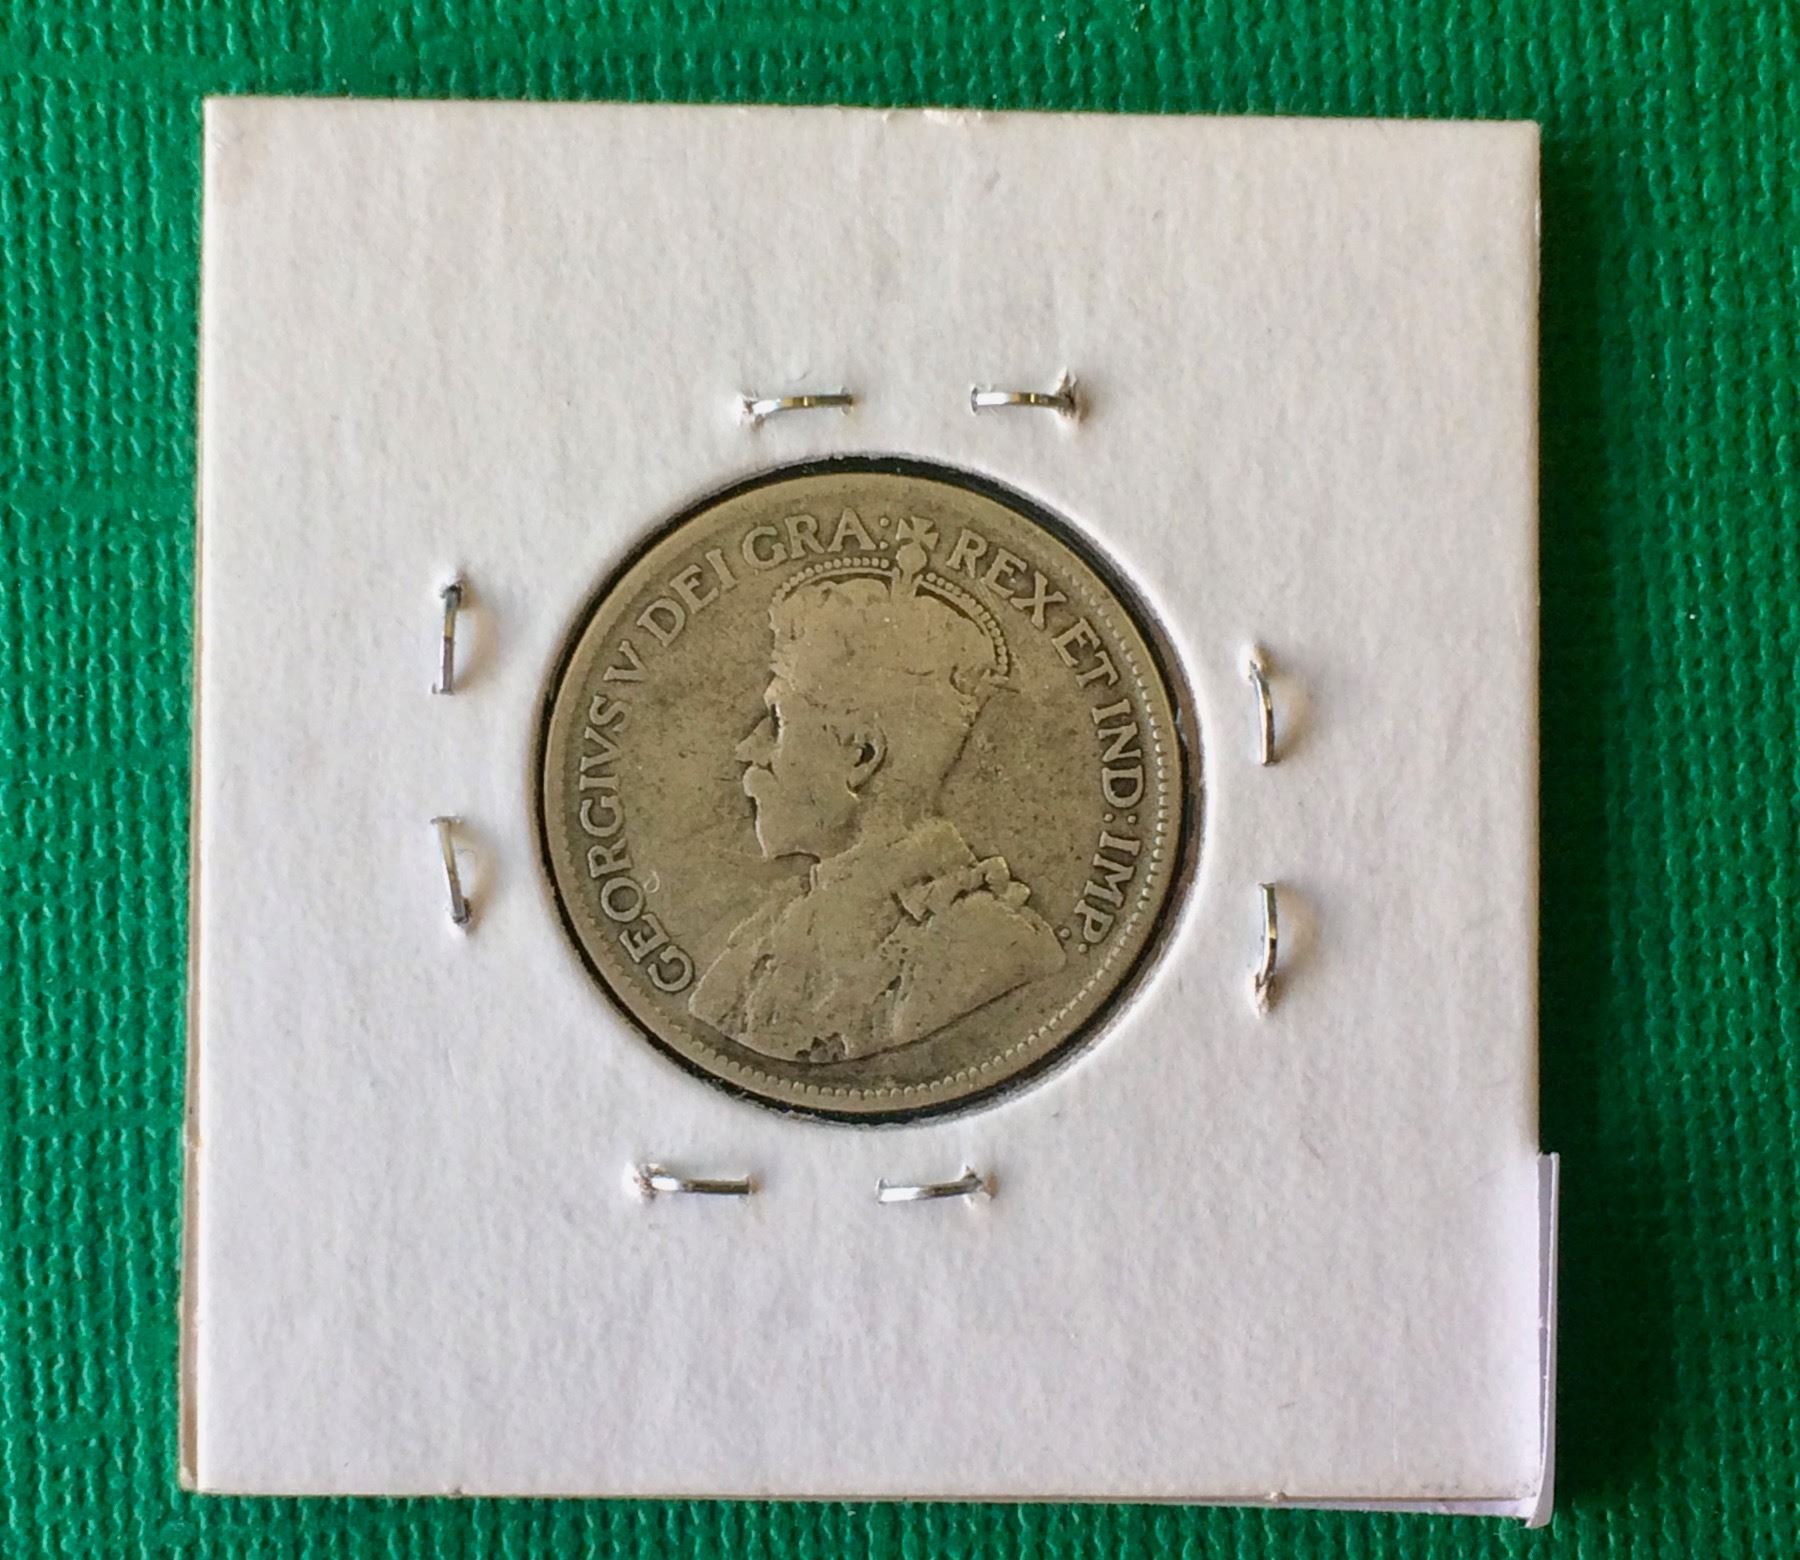 GEORGIVS V DEI GRA: REX ET IND: IMP: